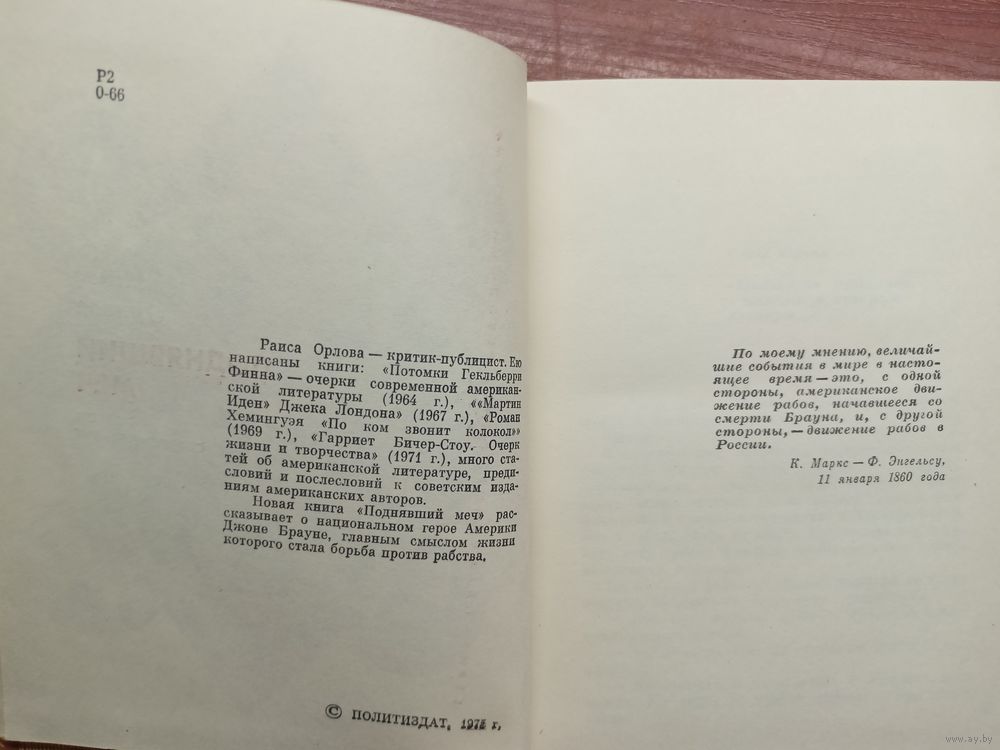 Р2
О-66
Раиса Орлова — критик-публицист. Ею
написаны книги: «Потомки Гекльберри
Финна» — очерки современной американ-
ской литературы (1964 г.), ««Мартин
Иден» Джека Лондона» (1967 г.), «Роман
Хемингуэя «По ком звонит колокол»»
(1969 г.), «Гарриет Бичер-Стоу. Очерк
жизни и творчества» (1971 г.), много ста-
тей об американской литературе, преди-
словий и послесловий к советским изда-
ниям американских авторов.
Новая книга «Поднявший меч» рас-
сказывает о национальном герое Америки
Джоне Брауне, главным смыслом жизни
которого стала борьба против рабства.
© ПОЛИТИЗДАТ, г.
По моему мнению, величай-
шие события в мире в насто-
ящее время — это, с одной
стороны, американское дви-
жение рабов, начавшееся со
смерти Брауна, и, с другой
стороны, — движение рабов в
России.
К. Маркс — Ф. Энгельсу,
11 января 1860 года
www.ay.by